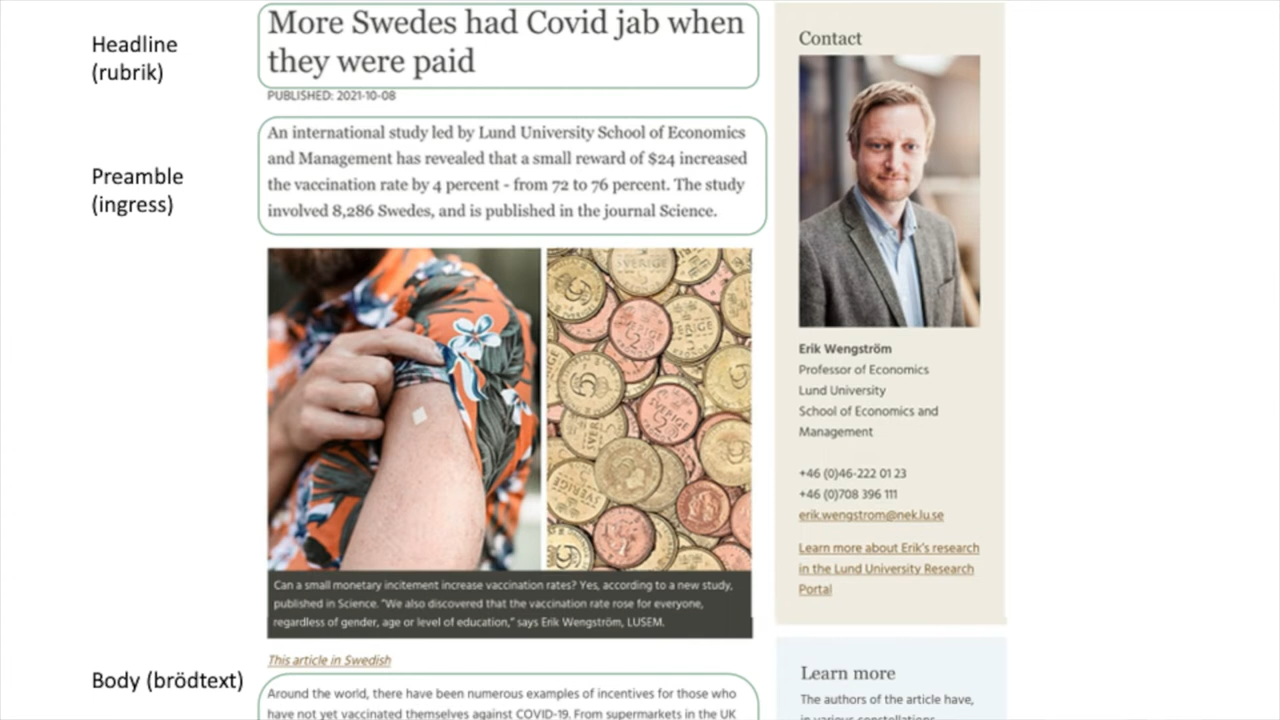 Headline
(rubrik)
More Swedes had Covid jab when
they were paid
PUBLISHED: 2021-10-08
Preamble
(ingress)
An international study led by Lund University School of Economics
and Management has revealed that a small reward of $24 increased
the vaccination rate by 4 percent - from 72 to 76 percent. The study
involved 8,286 Swedes, and is published in the journal Science.
SVERIGE
SVERIGE
SVERIGE
SVERIGE
Can a small monetary incitement increase vaccination rates? Yes, according to a new study,
published in Science. "We also discovered that the vaccination rate rose for everyone,
regardless of gender, age or level of education," says Erik Wengström, LUSEM.
This article in Swedish
Body (brödtext)
Around the world, there have been numerous examples of incentives for those who
have not yet vaccinated themselves against COVID-19. From supermarkets in the UK
Contact
Erik Wengström
Professor of Economics
Lund University
School of Economics and
Management
+46 (0)46-222 01 23
+46 (0)708 396 111
erik.wengstrom@nek.lu.se
Learn more about Erik's research
in the Lund University Research
Portal
Learn more
The authors of the article have,
in various constellations